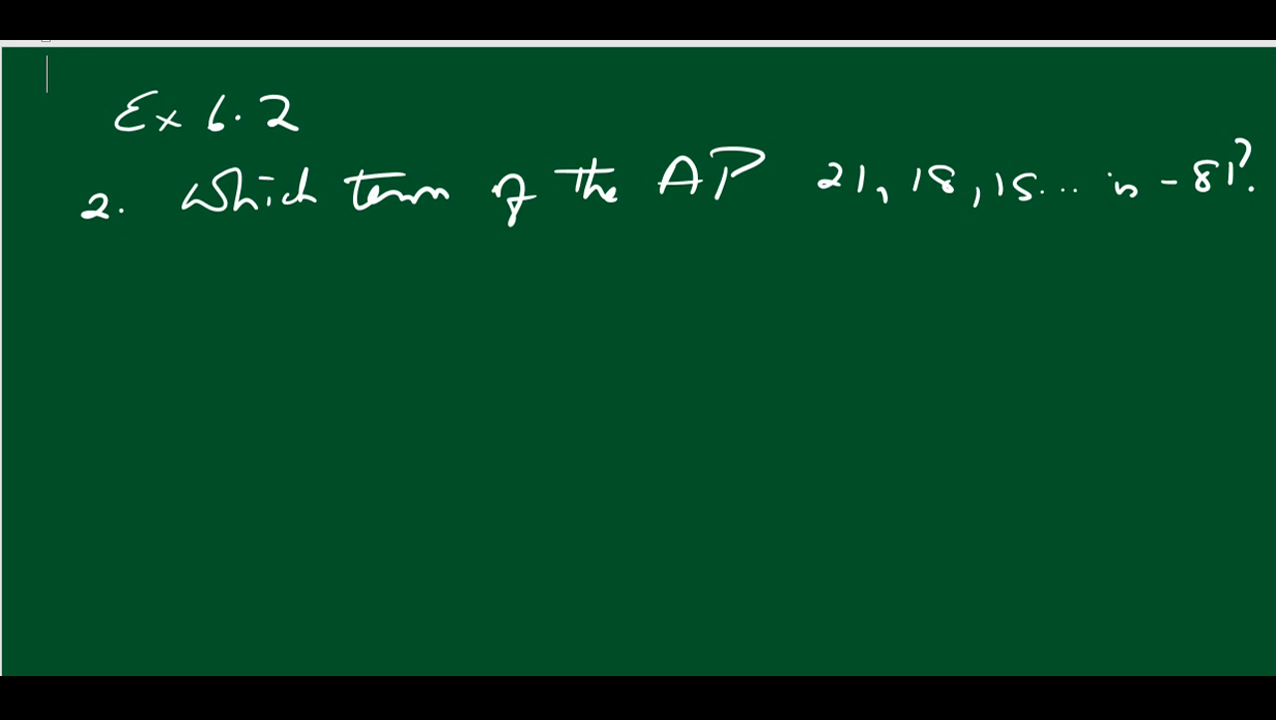 Ex 6.2
2. Which term of the AP 21, 18, 15... is -81?